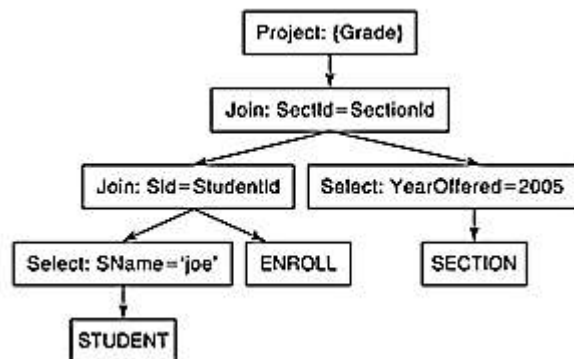 Project: {Grade}
Join: SectId=SectionId
Join: SId=StudentId
Select: YearOffered=2005
Select: SName='joe'
ENROLL
SECTION
STUDENT